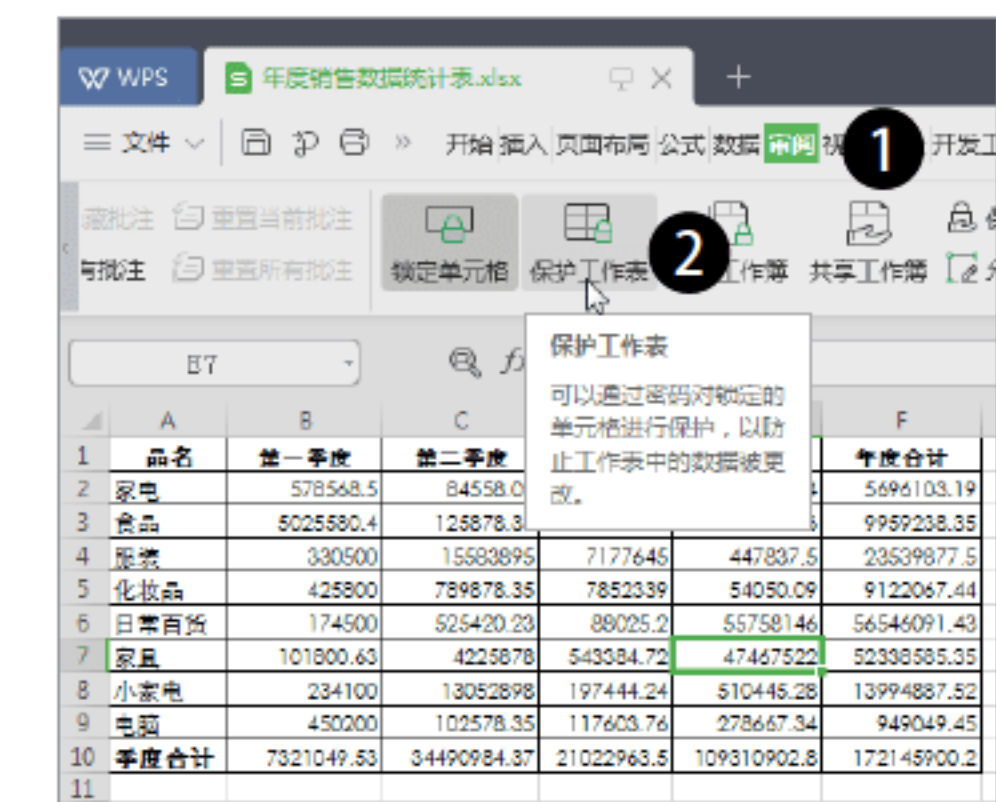 WPS 年度销售数据统计表.xlsx
文件 开始 插入 页面布局 公式 数据 审阅 1 开发
藏批注 重置当前批注
有批注 重置所有批注 锁定单元格 保护工作表 2 工作簿 共享工作簿
E7
保护工作表
可以通过密码对锁定的
单元格进行保护，以防
止工作表中的数据被更
改。
A B C F
1 品名 第一季度 第二季度 年度合计
2 家电 578568.5 84558.0 5696103.19
3 食品 5025580.4 125878.3 9959238.35
4 服装 330500 15583895 7177645 447837.5 23539877.5
5 化妆品 425800 789878.35 7852339 54050.09 9122067.44
6 日常百货 174500 525420.23 88025.2 55758146 56546091.43
7 家具 101800.63 4225878 543384.72 47467522 52338585.35
8 小家电 234100 13052898 197444.24 510445.28 13994887.52
9 电脑 450200 102578.35 117603.76 278667.34 949049.45
10 季度合计 7321049.53 34490984.37 21022963.5 109310902.8 172145900.2
11